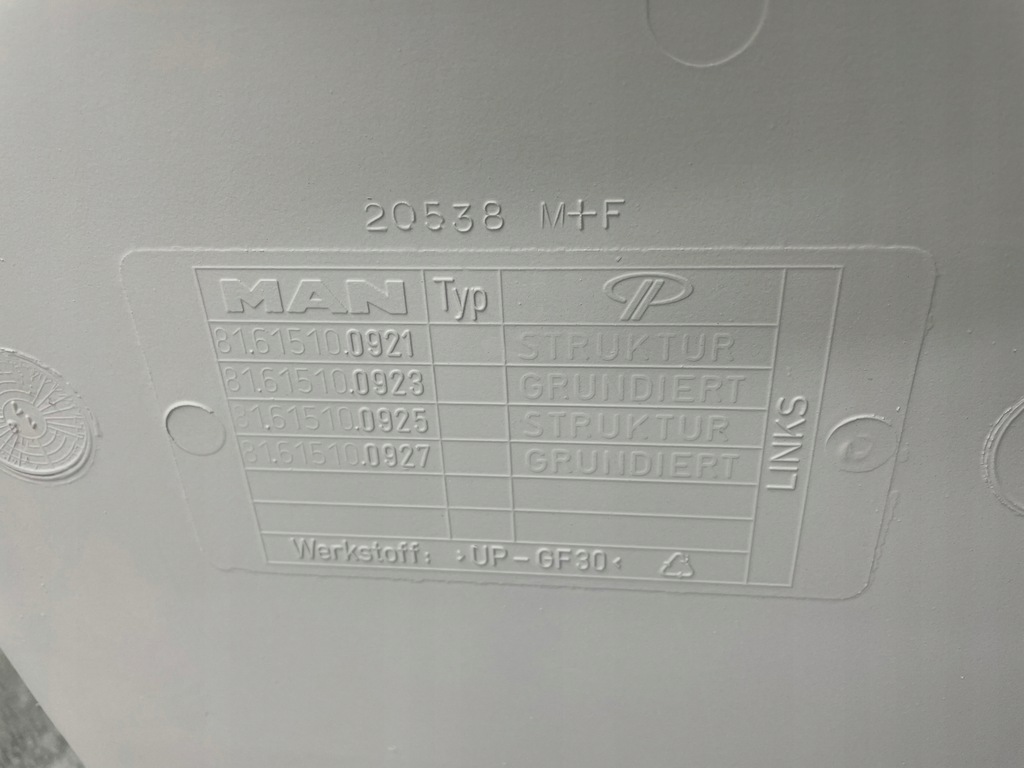 20538 M+F
MAN Typ
81.61510.0921 STRUKTUR
81.61510.0923 GRUNDIERT
81.61510.0925 STRUKTUR
81.61510.0927 GRUNDIERT
LINKS
Werkstoff: >UP-GF30<